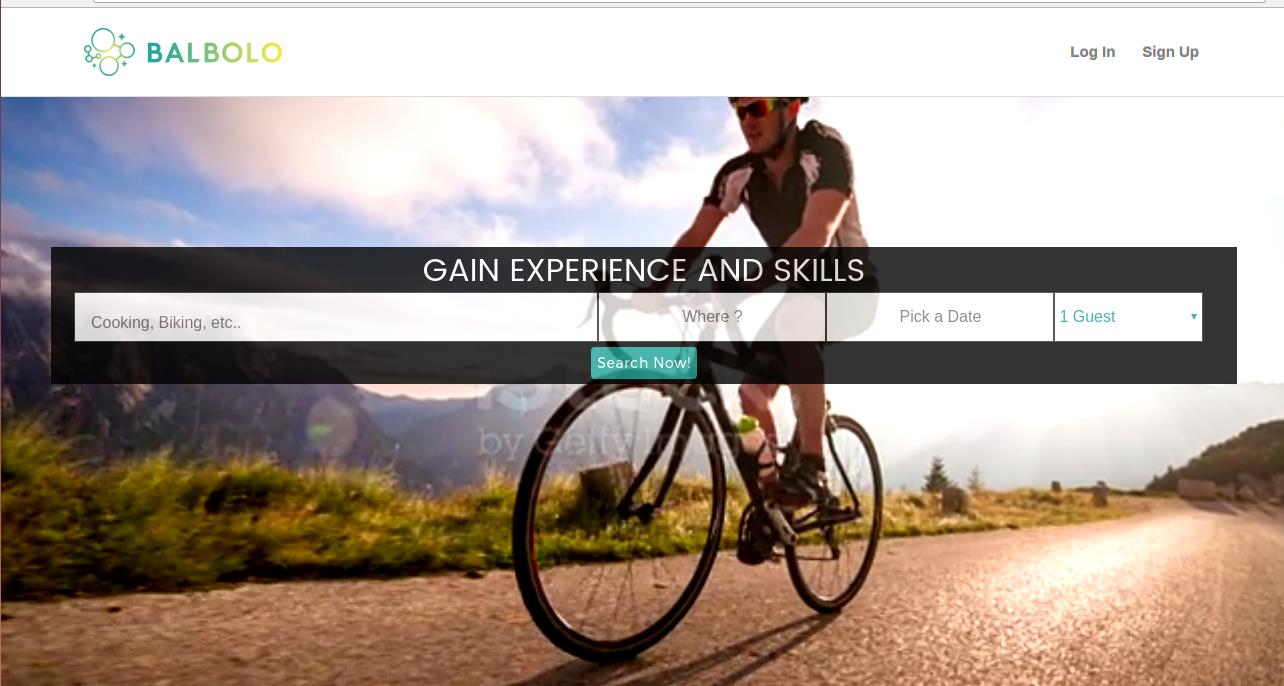 BALBOLO
Log In Sign Up
GAIN EXPERIENCE AND SKILLS
Cooking, Biking, etc.. Where ? Pick a Date 1 Guest
Search Now!
by Getty Images